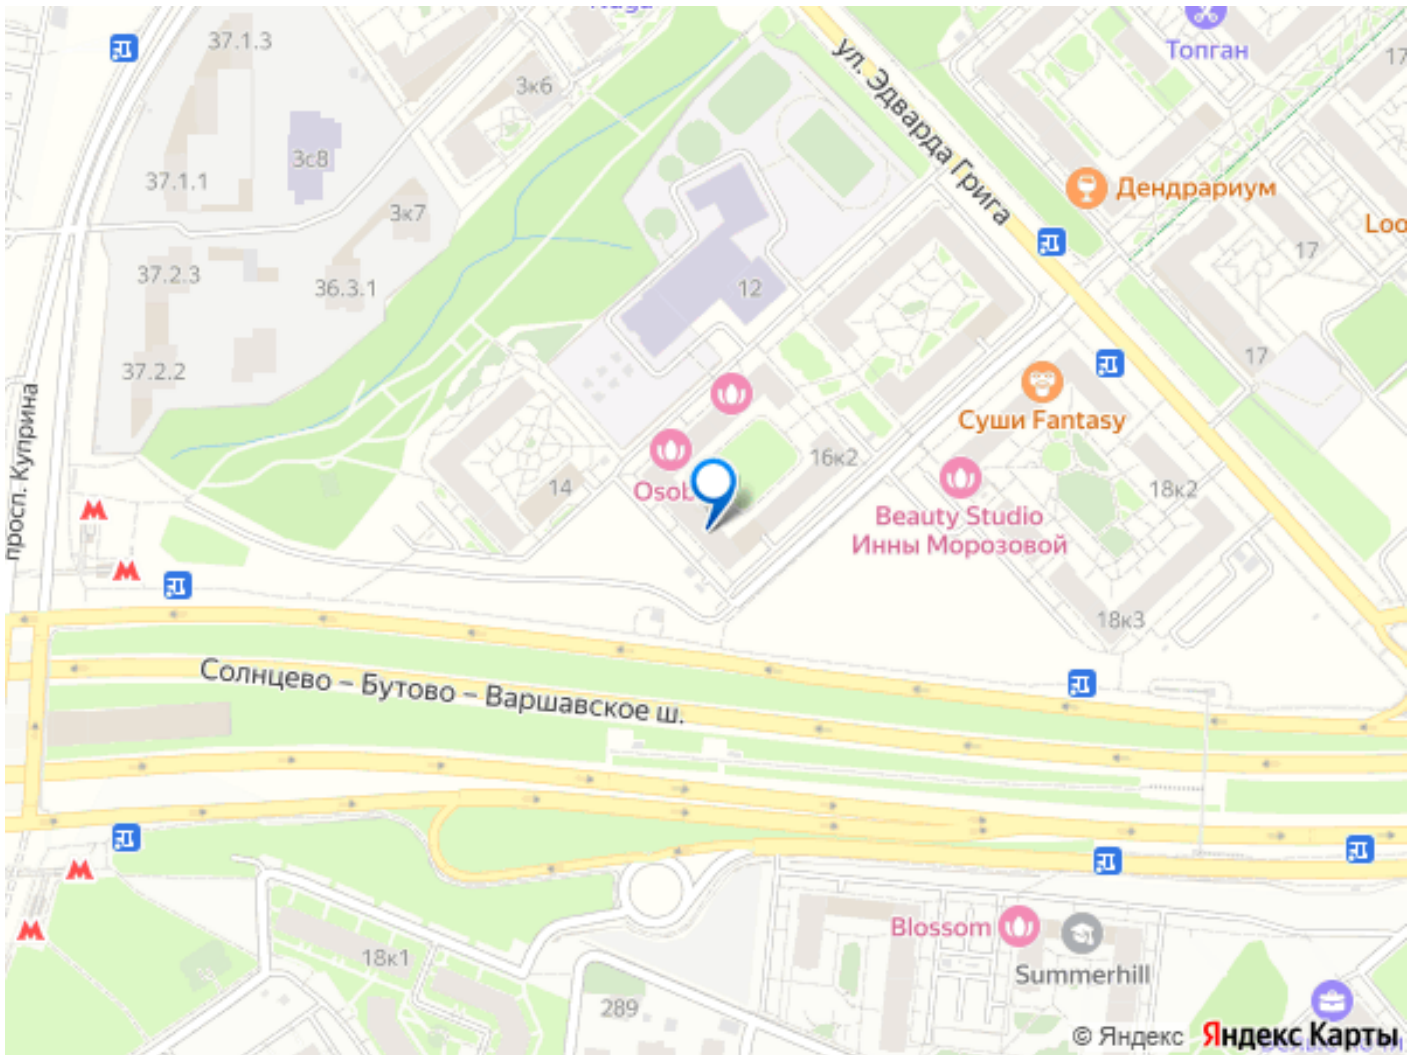 37.1.3
Топган
17
3к6
ул. Эдварда Грига
3с8
37.1.1
Дендрариум
3к7
Loo
17
37.2.3
36.3.1
12
17
37.2.2
просп. Куприна
Суши Fantasy
16к2
Osob
14
18к2
Beauty Studio
Инны Морозовой
18к3
Солнцево – Бутово – Варшавское ш.
Blossom
18к1
Summerhill
289
© Яндекс Яндекс Карты